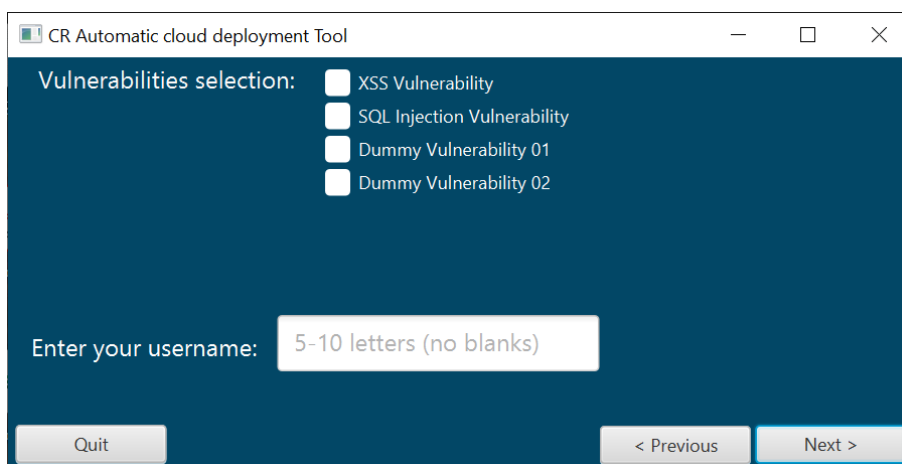 CR Automatic cloud deployment Tool
Vulnerabilities selection:
XSS Vulnerability
SQL Injection Vulnerability
Dummy Vulnerability 01
Dummy Vulnerability 02
Enter your username:
5-10 letters (no blanks)
Quit
< Previous
Next >